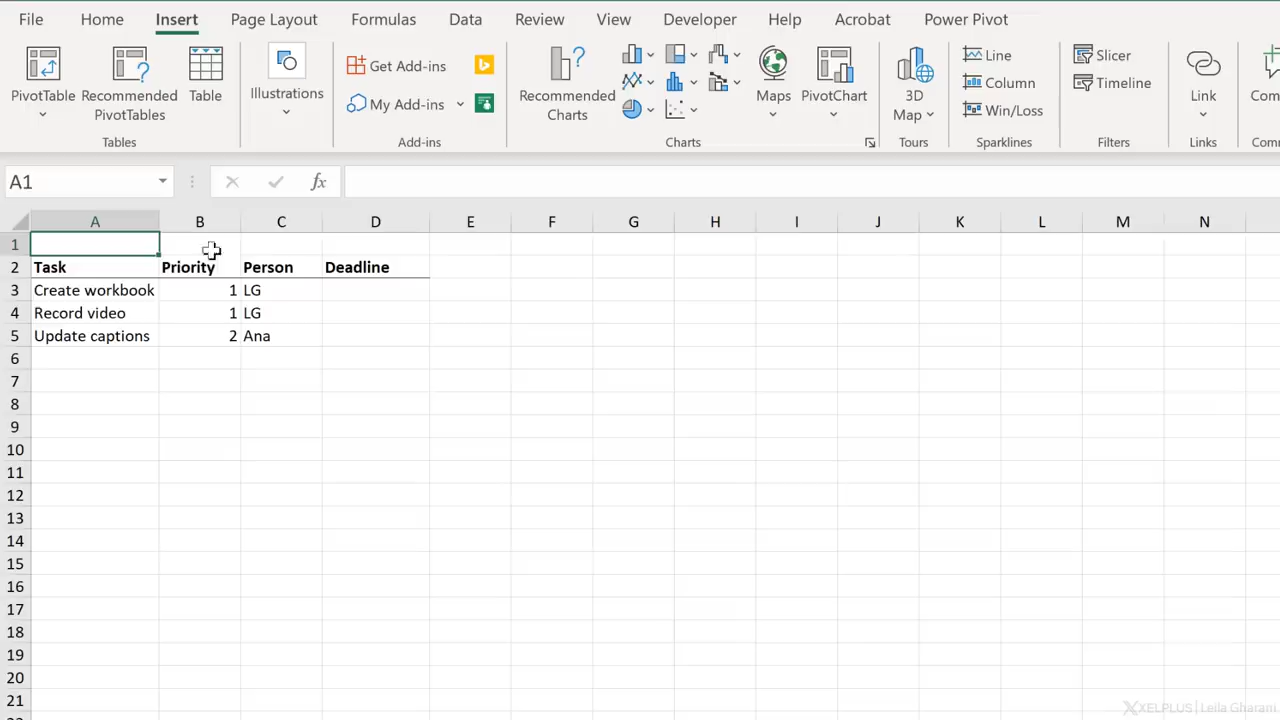 File Home Insert Page Layout Formulas Data Review View Developer Help Acrobat Power Pivot
PivotTable
Recommended
PivotTables
Table
Tables
Illustrations
Get Add-ins
My Add-ins
Add-ins
Recommended
Charts
Maps
PivotChart
Charts
3D
Map
Tours
Line
Column
Win/Loss
Sparklines
Slicer
Timeline
Filters
Link
Links
A1
fx
A B C D E F G H I J K L M N
1
2 Task Priority Person Deadline
3 Create workbook 1 LG
4 Record video 1 LG
5 Update captions 2 Ana
6
7
8
9
10
11
12
13
14
15
16
17
18
19
20
21
XELPLUS | Leila Gharani